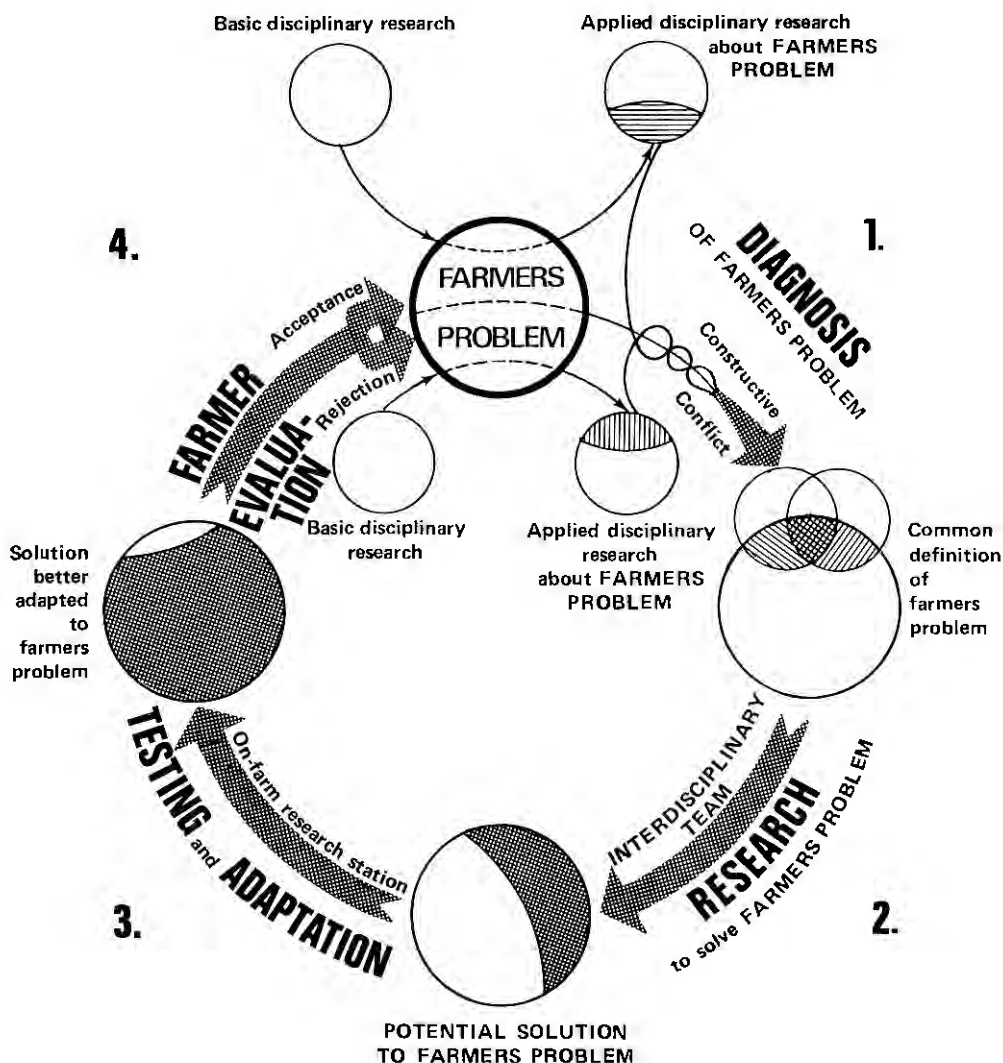 Basic disciplinary research
Applied disciplinary research
about FARMERS
PROBLEM
4.
1.
DIAGNOSIS
OF FARMERS PROBLEM
FARMERS
PROBLEM
Acceptance
Rejection
FARMER
EVALUA-
TION
Constructive
Conflict
Basic disciplinary
research
Applied disciplinary
research
about FARMERS
PROBLEM
Common
definition
of
farmers
problem
Solution
better
adapted
to
farmers
problem
INTERDISCIPLINARY
TEAM
RESEARCH
to solve FARMERS PROBLEM
2.
On-farm research station
TESTING and ADAPTATION
3.
POTENTIAL SOLUTION
TO FARMERS PROBLEM